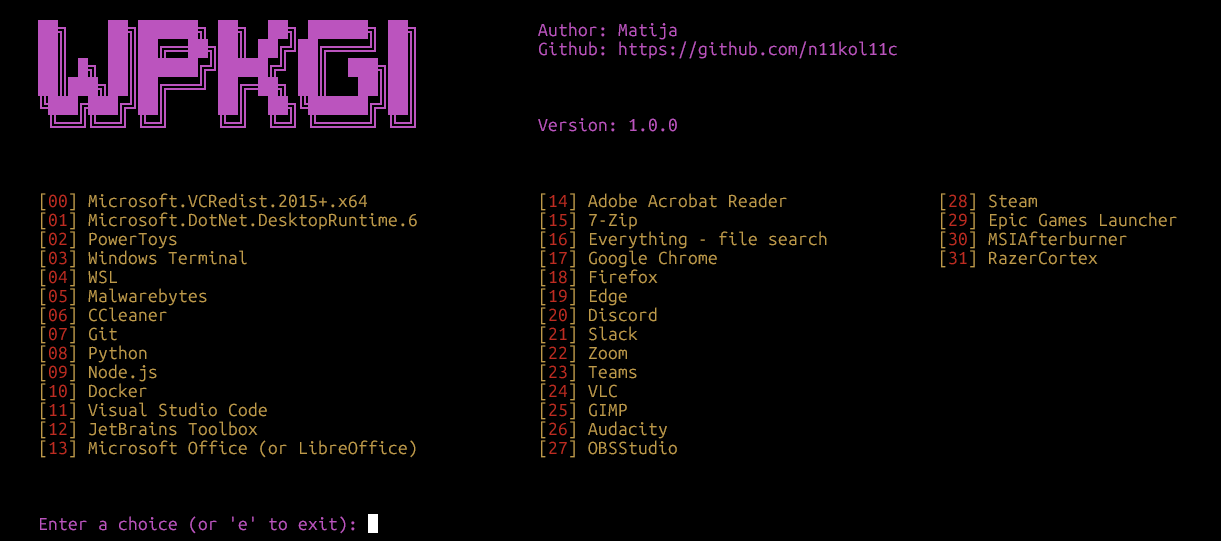 WPKGI
Author: Matija
Github: https://github.com/n11kol11c
Version: 1.0.0
[00] Microsoft.VCRedist.2015+.x64
[01] Microsoft.DotNet.DesktopRuntime.6
[02] PowerToys
[03] Windows Terminal
[04] WSL
[05] Malwarebytes
[06] CCleaner
[07] Git
[08] Python
[09] Node.js
[10] Docker
[11] Visual Studio Code
[12] JetBrains Toolbox
[13] Microsoft Office (or LibreOffice)
[14] Adobe Acrobat Reader
[15] 7-Zip
[16] Everything - file search
[17] Google Chrome
[18] Firefox
[19] Edge
[20] Discord
[21] Slack
[22] Zoom
[23] Teams
[24] VLC
[25] GIMP
[26] Audacity
[27] OBSStudio
[28] Steam
[29] Epic Games Launcher
[30] MSIAfterburner
[31] RazerCortex
Enter a choice (or 'e' to exit):